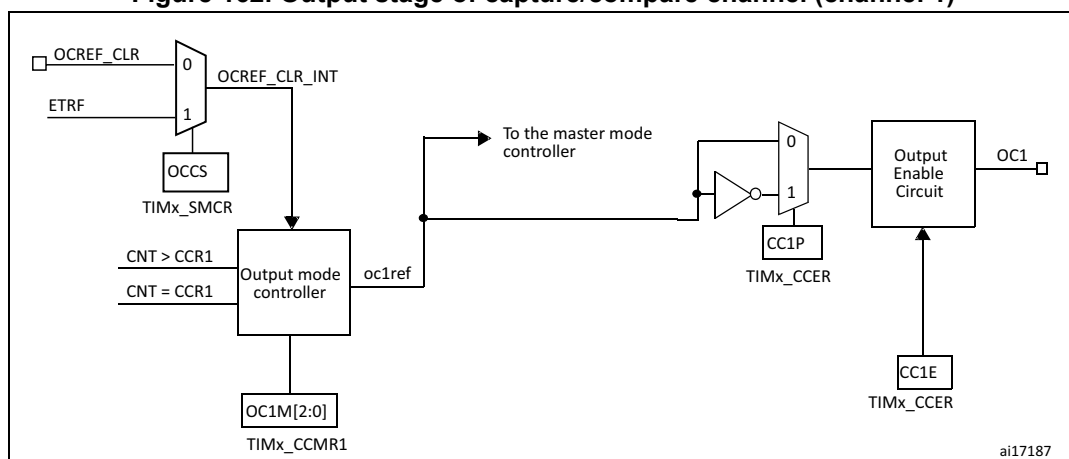 Figure 162. Output stage of capture/compare channel (channel 1)
OCREF_CLR
0
OCREF_CLR_INT
ETRF
1
OCCS
TIMx_SMCR
To the master mode
controller
0
1
CC1P
TIMx_CCER
Output
Enable
Circuit
OC1
CNT > CCR1
CNT = CCR1
Output mode
controller
oc1ref
OC1M[2:0]
TIMx_CCMR1
CC1E
TIMx_CCER
ai17187